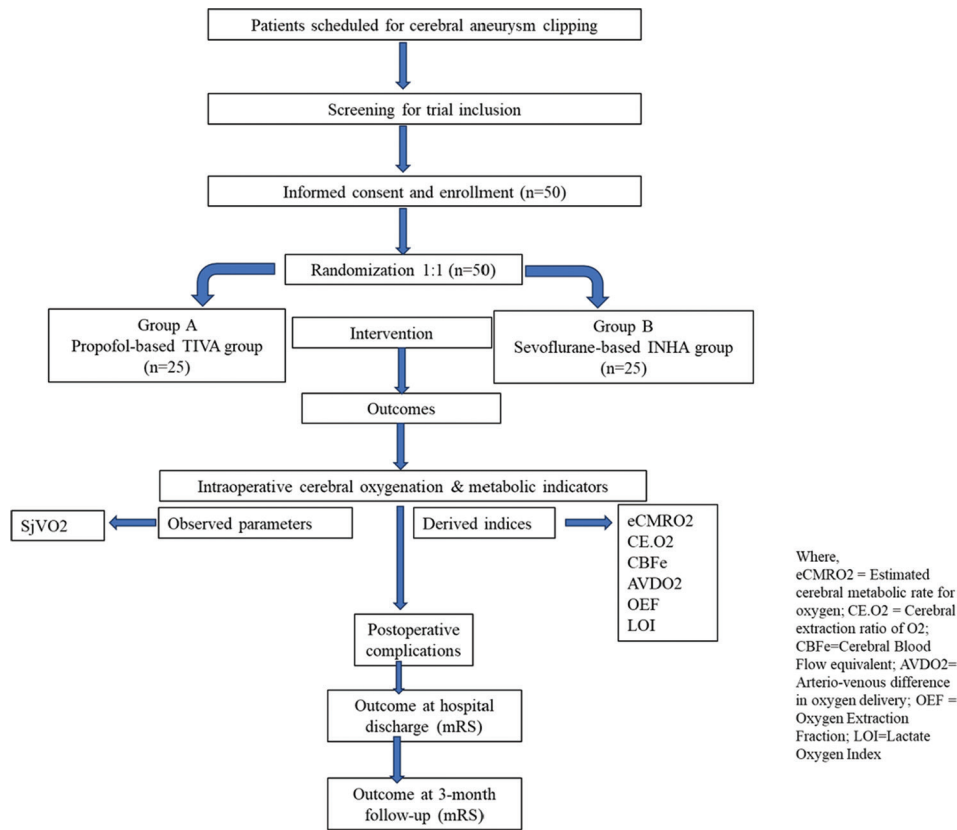 Patients scheduled for cerebral aneurysm clipping
Screening for trial inclusion
Informed consent and enrollment (n=50)
Randomization 1:1 (n=50)
Group A
Propofol-based TIVA group
(n=25)
Intervention
Group B
Sevoflurane-based INHA group
(n=25)
Outcomes
Intraoperative cerebral oxygenation & metabolic indicators
SjVO2
Observed parameters
Derived indices
eCMRO2
CE.O2
CBFe
AVDO2
OEF
LOI
Where,
eCMRO2 = Estimated
cerebral metabolic rate for
oxygen; CE.O2 = Cerebral
extraction ratio of O2;
CBFe=Cerebral Blood
Flow equivalent; AVDO2=
Arterio-venous difference
in oxygen delivery; OEF =
Oxygen Extraction
Fraction; LOI=Lactate
Oxygen Index
Postoperative
complications
Outcome at hospital
discharge (mRS)
Outcome at 3-month
follow-up (mRS)